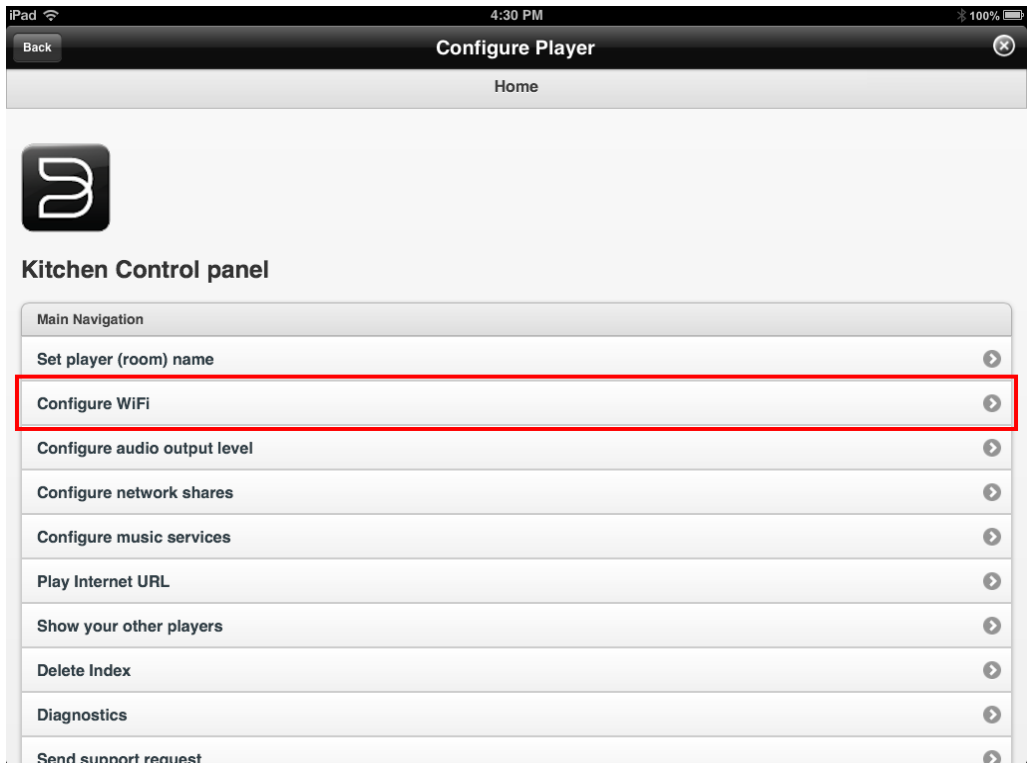 iPad 4:30 PM 100%
Back Configure Player
Home
Kitchen Control panel
Main Navigation
Set player (room) name
Configure WiFi
Configure audio output level
Configure network shares
Configure music services
Play Internet URL
Show your other players
Delete Index
Diagnostics
Send support request